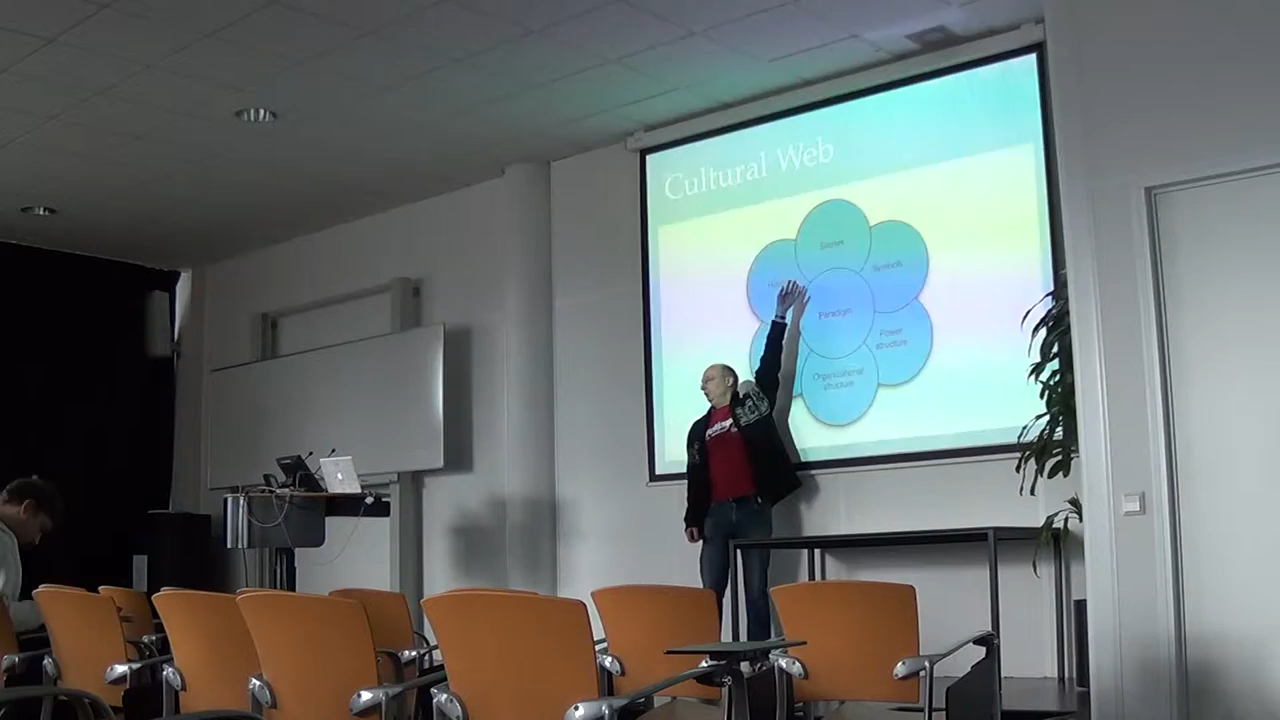 Cultural Web
Stories
Symbols
Paradigm
Power
structure
Organizational
structure